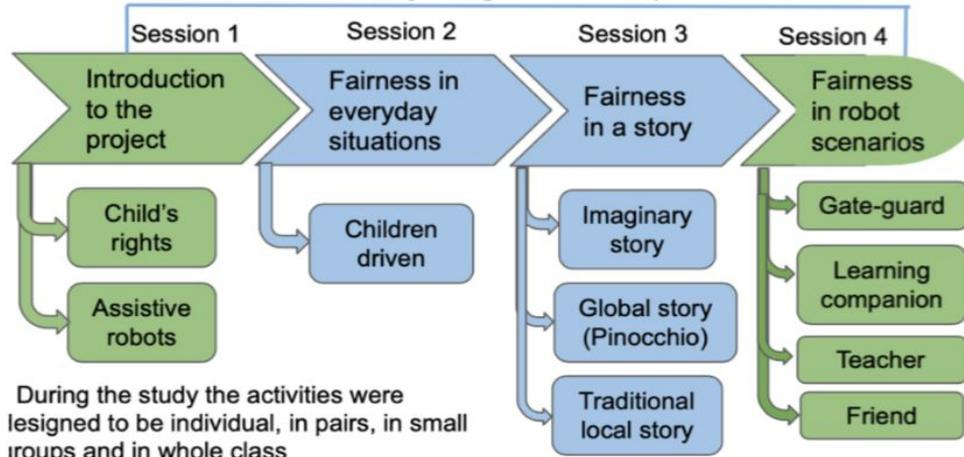 Session 1
Session 2
Session 3
Session 4
Introduction
to the
project
Fairness in
everyday
situations
Fairness
in a story
Fairness
in robot
scenarios
Child's
rights
Assistive
robots
Children
driven
Imaginary
story
Global story
(Pinocchio)
Traditional
local story
Gate-guard
Learning
companion
Teacher
Friend
During the study the activities were
lesigned to be individual, in pairs, in small
iroups and in whole class